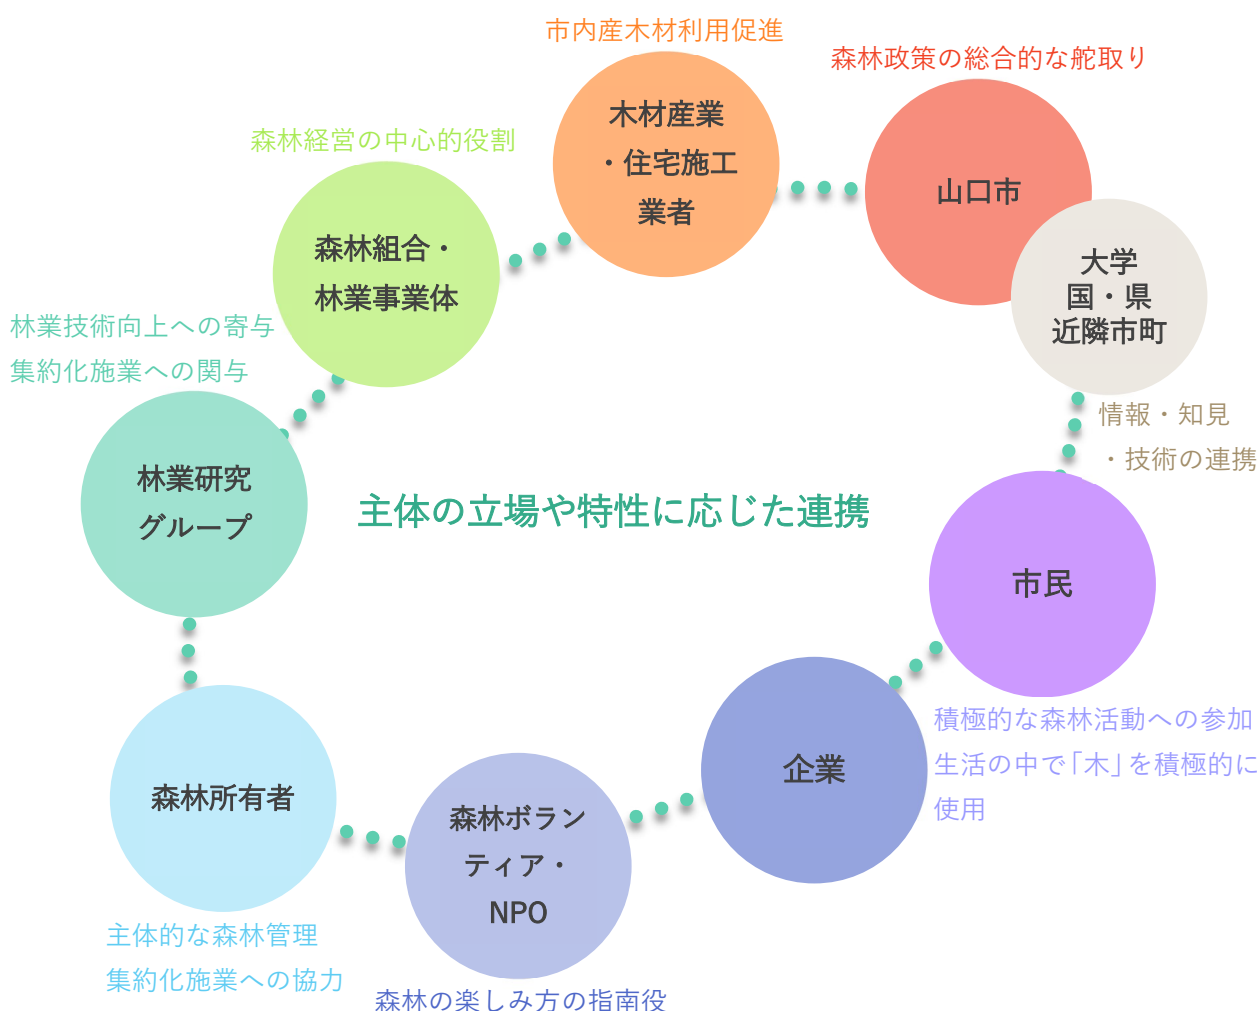 市内産木材利用促進
木材産業
・住宅施工
業者
森林政策の総合的な舵取り
山口市
大学
国・県
近隣市町
情報・知見
・技術の連携
森林経営の中心的役割
森林組合・
林業事業体
林業技術向上への寄与
集約化施業への関与
林業研究
グループ
主体の立場や特性に応じた連携
市民
積極的な森林活動への参加
生活の中で「木」を積極的に
使用
企業
森林ボラン
ティア・
NPO
森林の楽しみ方の指南役
森林所有者
主体的な森林管理
集約化施業への協力